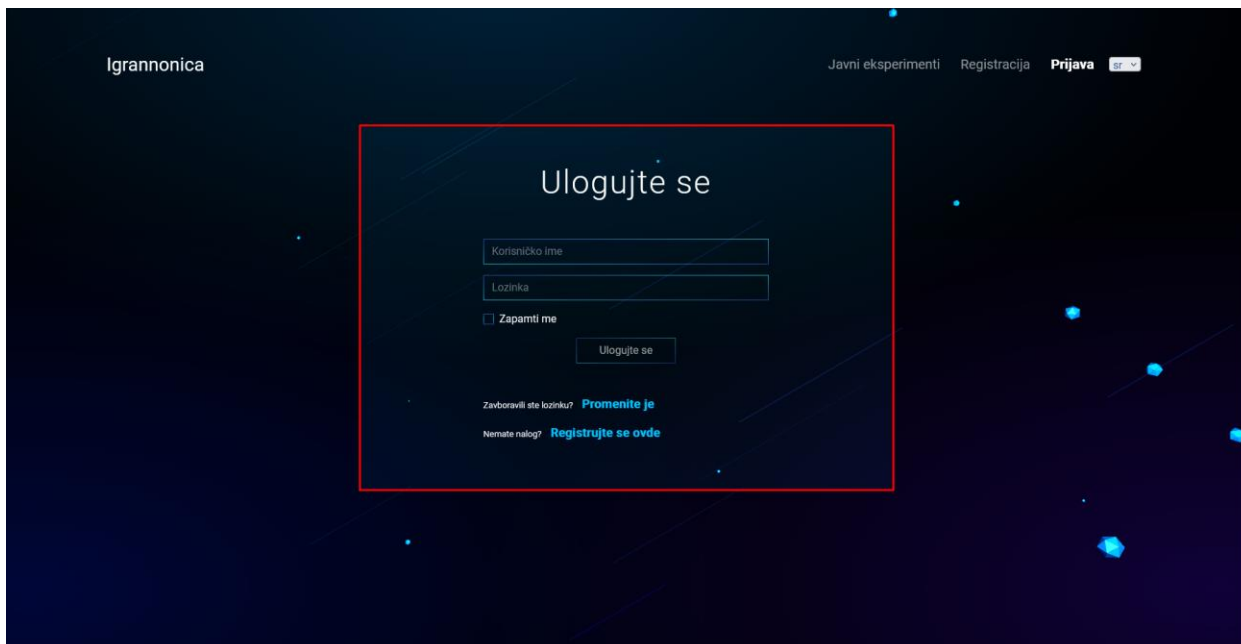 Igrannonica
Javni eksperimenti Registracija Prijava sr
Ulogujte se
Korisničko ime
Lozinka
Zapamti me
Ulogujte se
Zavboravili ste lozinku? Promenite je
Nemate nalog? Registrujte se ovde